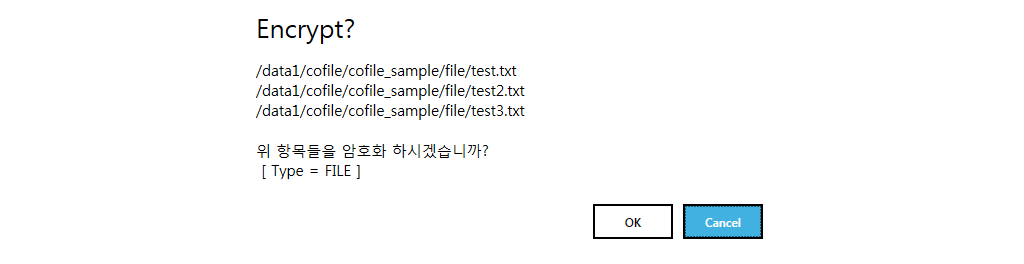 Encrypt?
/data1/cofile/cofile_sample/file/test.txt
/data1/cofile/cofile_sample/file/test2.txt
/data1/cofile/cofile_sample/file/test3.txt
위 항목들을 암호화 하시겠습니까?
[ Type = FILE ]
OK
Cancel